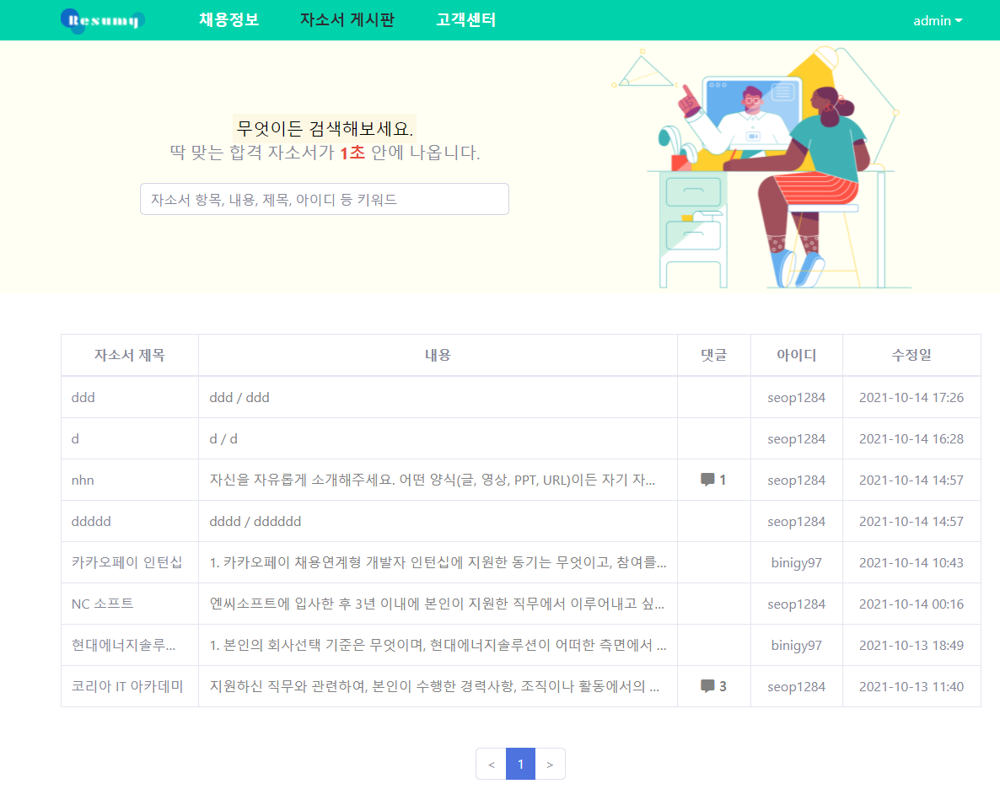 Resumy 채용정보 자소서 게시판 고객센터 admin
무엇이든 검색해보세요.
딱 맞는 합격 자소서가 1초 안에 나옵니다.
자소서 항목, 내용, 제목, 아이디 등 키워드
자소서 제목 내용 댓글 아이디 수정일
ddd ddd / ddd seop1284 2021-10-14 17:26
d d / d seop1284 2021-10-14 16:28
nhn 자신을 자유롭게 소개해주세요. 어떤 양식(글, 영상, PPT, URL)이든 자기 자... 1 seop1284 2021-10-14 14:57
ddddd dddd / dddddd seop1284 2021-10-14 14:57
카카오페이 인턴십 1. 카카오페이 채용연계형 개발자 인턴십에 지원한 동기는 무엇이고, 참여를... binigy97 2021-10-14 10:43
NC 소프트 엔씨소프트에 입사한 후 3년 이내에 본인이 지원한 직무에서 이루어내고 싶... seop1284 2021-10-14 00:16
현대에너지솔루... 1. 본인의 회사선택 기준은 무엇이며, 현대에너지솔루션이 어떠한 측면에서 ... binigy97 2021-10-13 18:49
코리아 IT 아카데미 지원하신 직무와 관련하여, 본인이 수행한 경력사항, 조직이나 활동에서의 ... 3 seop1284 2021-10-13 11:40
< 1 >